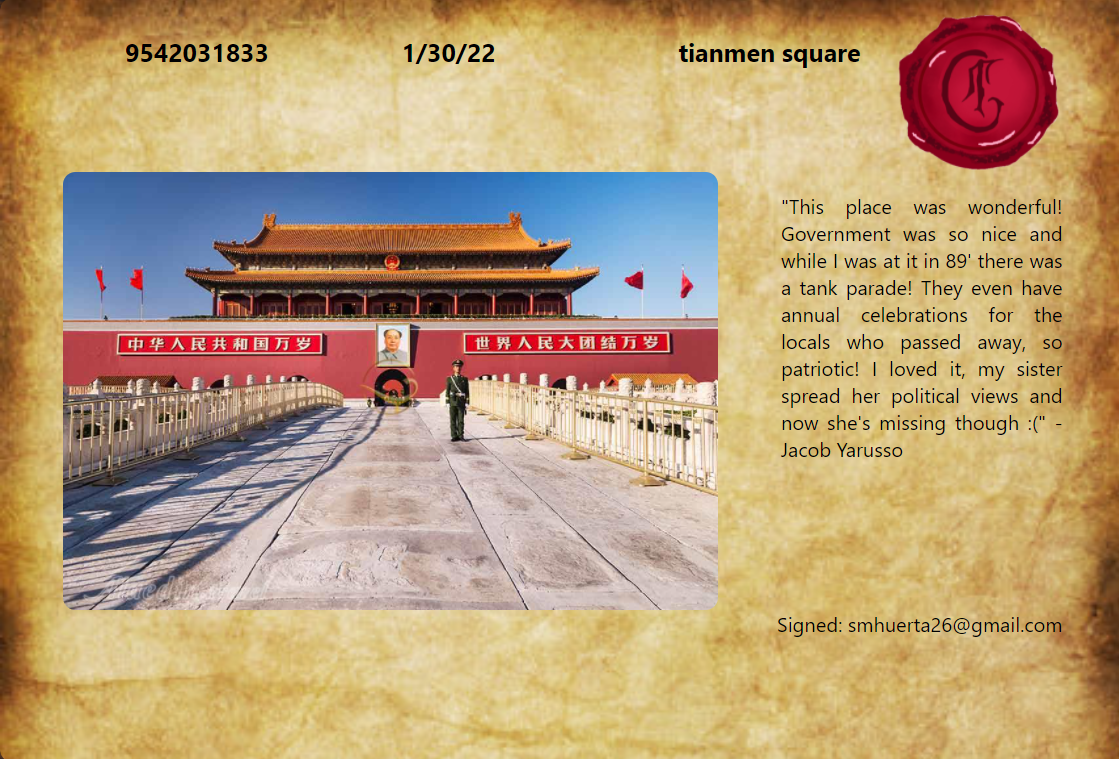 9542031833 1/30/22 tianmen square
中华人民共和国万岁 世界人民大团结万岁
"This place was wonderful!
Government was so nice and
while I was at it in 89' there was
a tank parade! They even have
annual celebrations for the
locals who passed away, so
patriotic! I loved it, my sister
spread her political views and
now she's missing though :(" -
Jacob Yarusso
Signed: smhuerta26@gmail.com